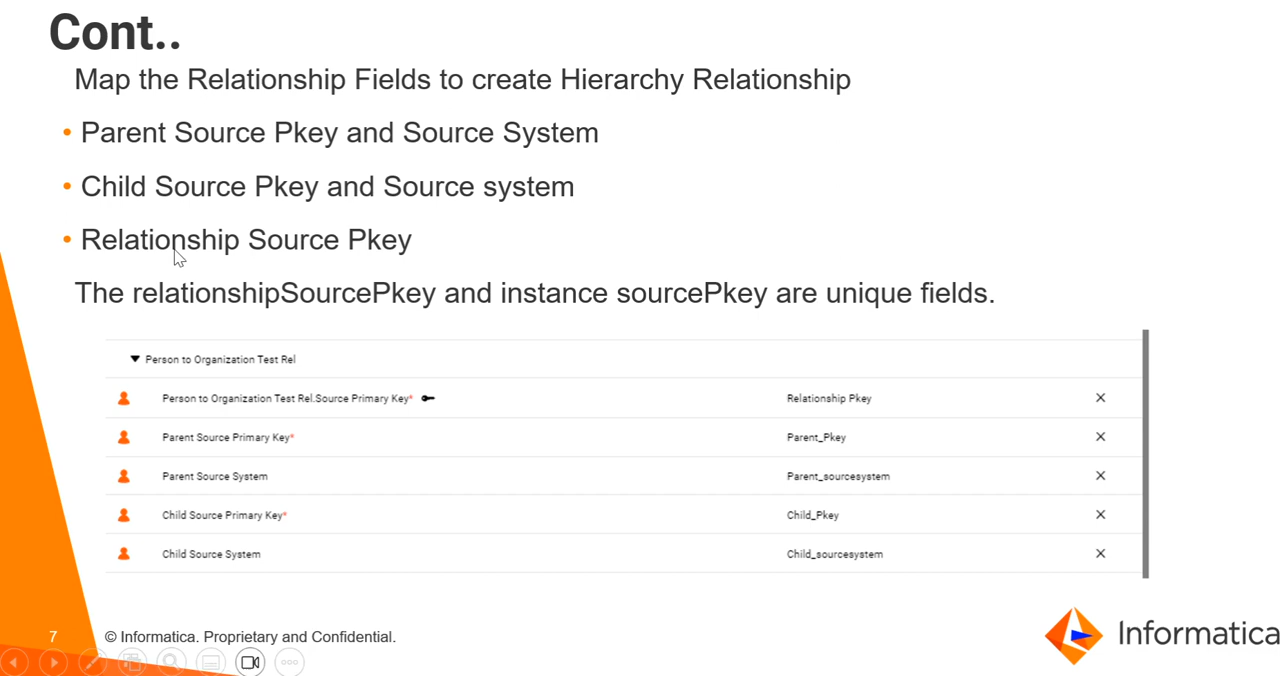 Cont..
Map the Relationship Fields to create Hierarchy Relationship
• Parent Source Pkey and Source System
• Child Source Pkey and Source system
• Relationship Source Pkey
The relationshipSourcePkey and instance sourcePkey are unique fields.
Person to Organization Test Rel
Person to Organization Test Rel.Source Primary Key* Relationship Pkey
Parent Source Primary Key* Parent_Pkey
Parent Source System Parent_sourcesystem
Child Source Primary Key* Child_Pkey
Child Source System Child_sourcesystem
7 © Informatica. Proprietary and Confidential.
Informatica